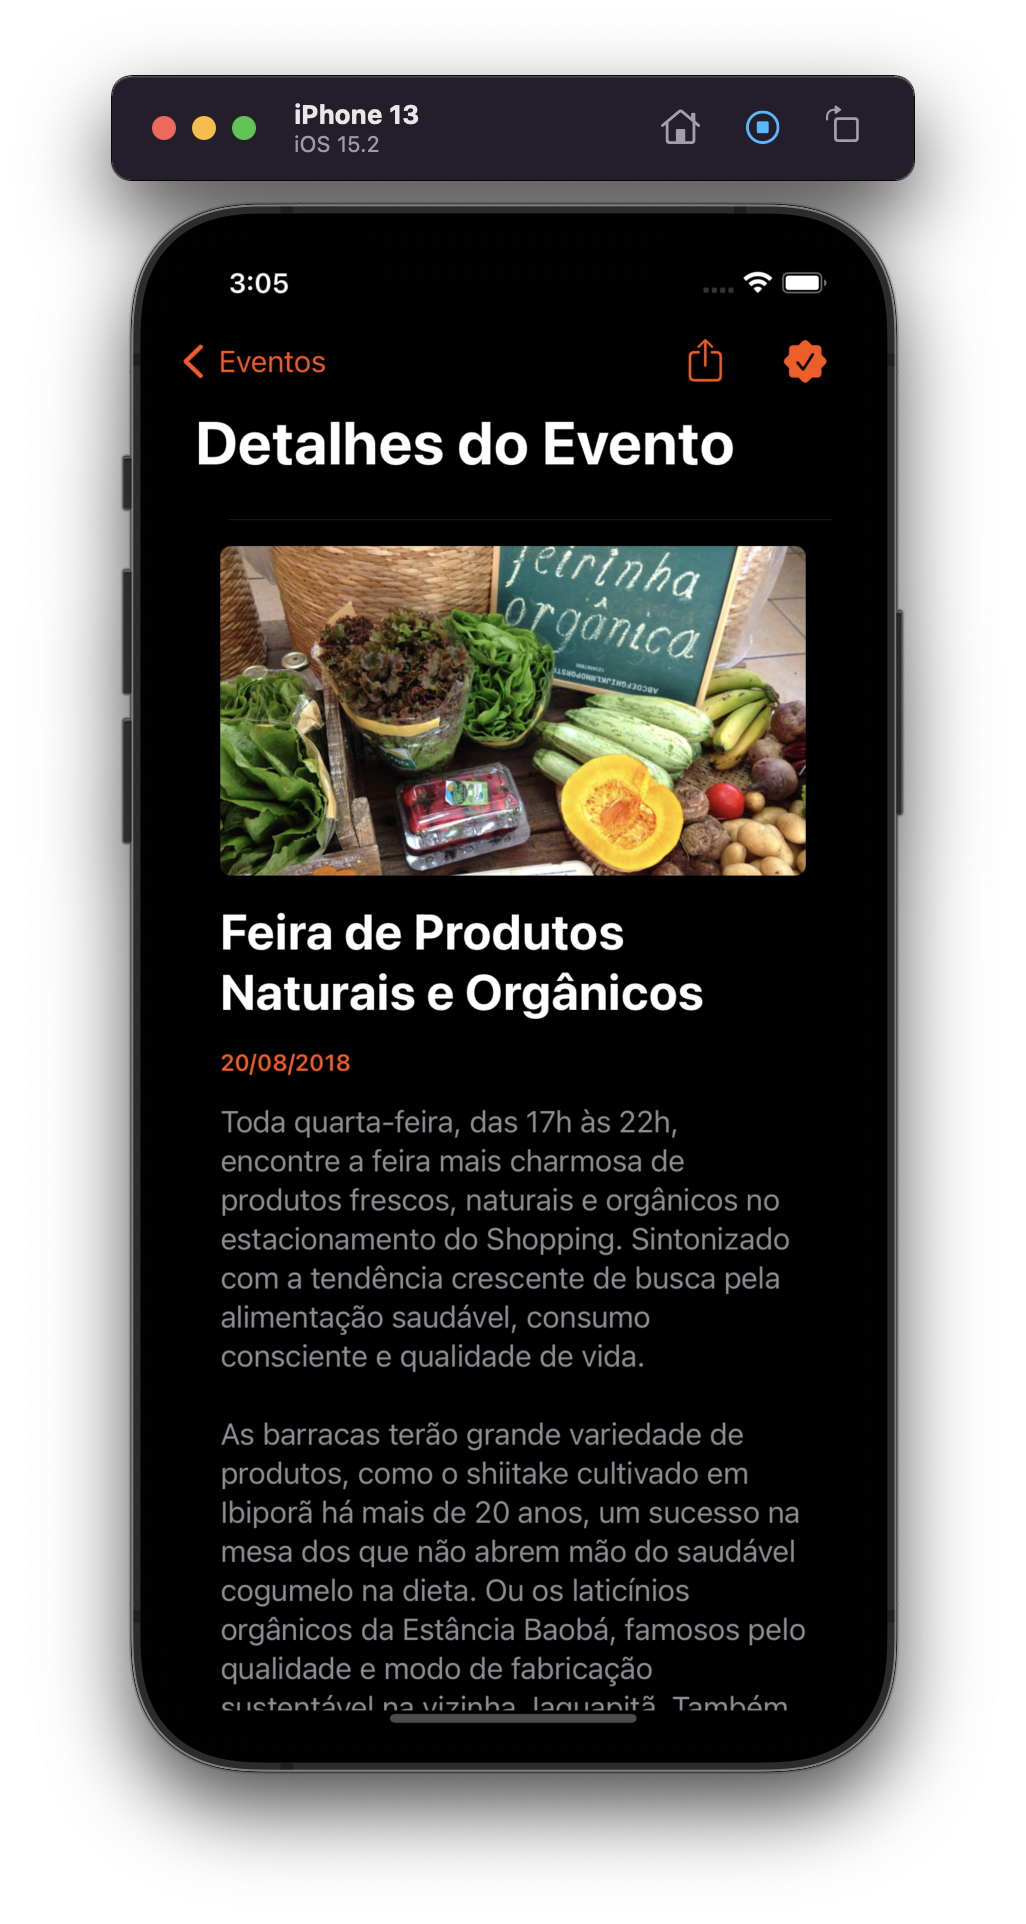 iPhone 13
iOS 15.2
3:05
Eventos
Detalhes do Evento
feirinha
orgânica
Feira de Produtos
Naturais e Orgânicos
20/08/2018
Toda quarta-feira, das 17h às 22h,
encontre a feira mais charmosa de
produtos frescos, naturais e orgânicos no
estacionamento do Shopping. Sintonizado
com a tendência crescente de busca pela
alimentação saudável, consumo
consciente e qualidade de vida.
As barracas terão grande variedade de
produtos, como o shiitake cultivado em
Ibiporã há mais de 20 anos, um sucesso na
mesa dos que não abrem mão do saudável
cogumelo na dieta. Ou os laticínios
orgânicos da Estância Baobá, famosos pelo
qualidade e modo de fabricação
sustentável na vizinha Jaguapitã. Também